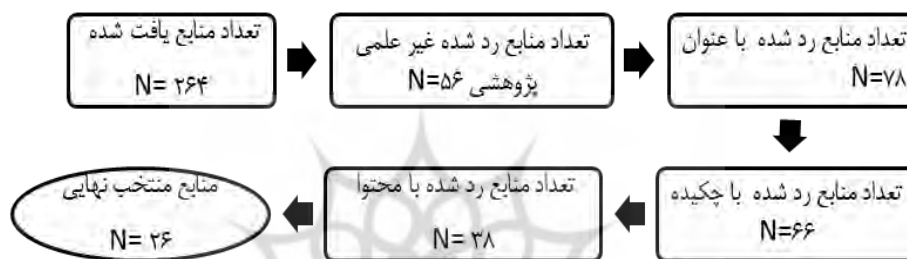 تعداد منابع یافت شده
N= ۲۶۴
تعداد منابع رد شده غیر علمی
پژوهشی N=۵۶
تعداد منابع رد شده با عنوان
N=۷۸
تعداد منابع رد شده با چکیده
N=۶۶
تعداد منابع رد شده با محتوا
N= ۳۸
منابع منتخب نهایی
N= ۲۶